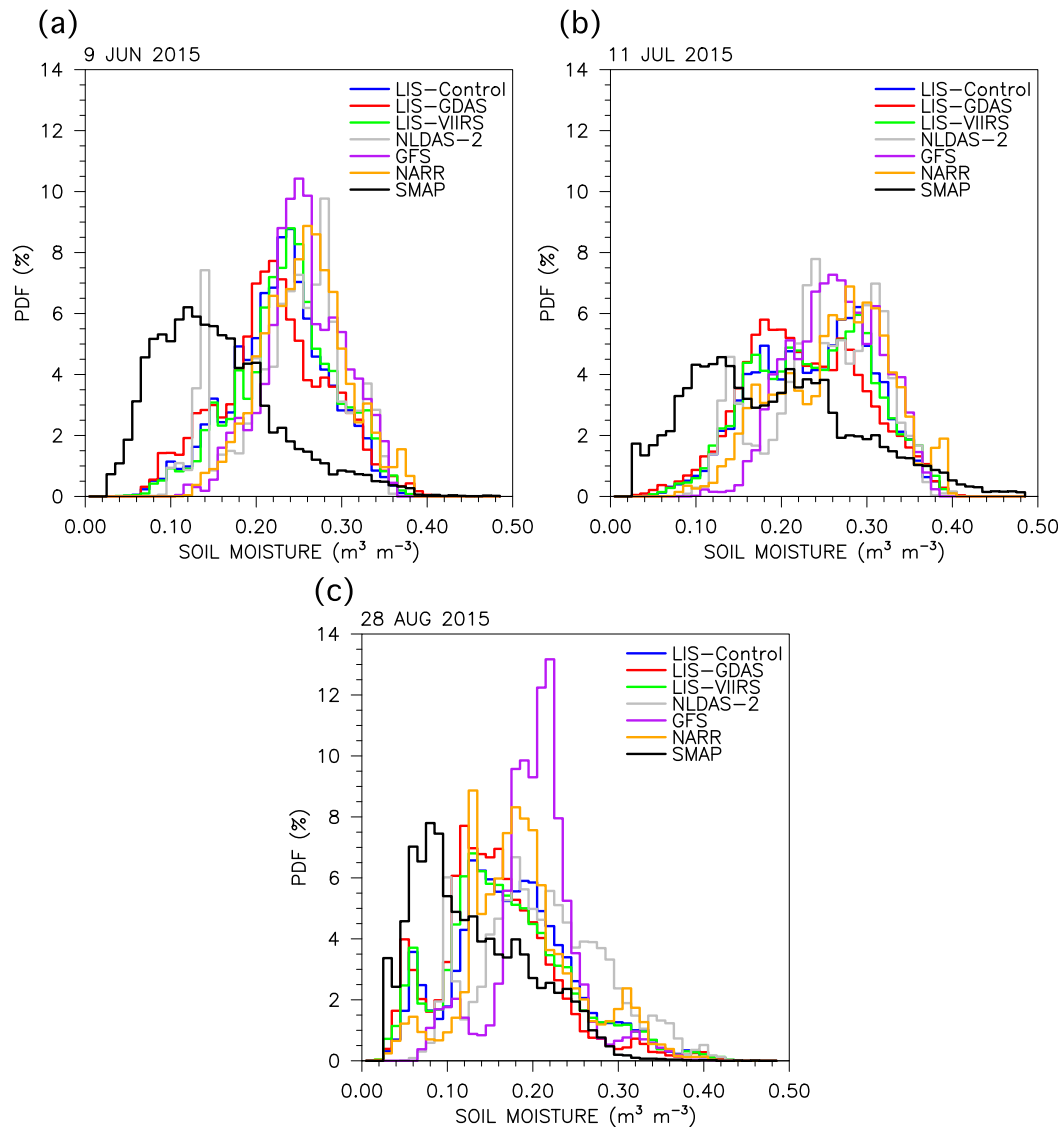 (a)
9 JUN 2015
14
12
10
8
6
4
2
0
PDF (%)
LIS-Control
LIS-GDAS
LIS-VIIRS
NLDAS-2
GFS
NARR
SMAP
0.00 0.10 0.20 0.30 0.40 0.50
SOIL MOISTURE (m³ m⁻³)
(b)
11 JUL 2015
14
12
10
8
6
4
2
0
PDF (%)
LIS-Control
LIS-GDAS
LIS-VIIRS
NLDAS-2
GFS
NARR
SMAP
0.00 0.10 0.20 0.30 0.40 0.50
SOIL MOISTURE (m³ m⁻³)
(c)
28 AUG 2015
14
12
10
8
6
4
2
0
PDF (%)
LIS-Control
LIS-GDAS
LIS-VIIRS
NLDAS-2
GFS
NARR
SMAP
0.00 0.10 0.20 0.30 0.40 0.50
SOIL MOISTURE (m³ m⁻³)